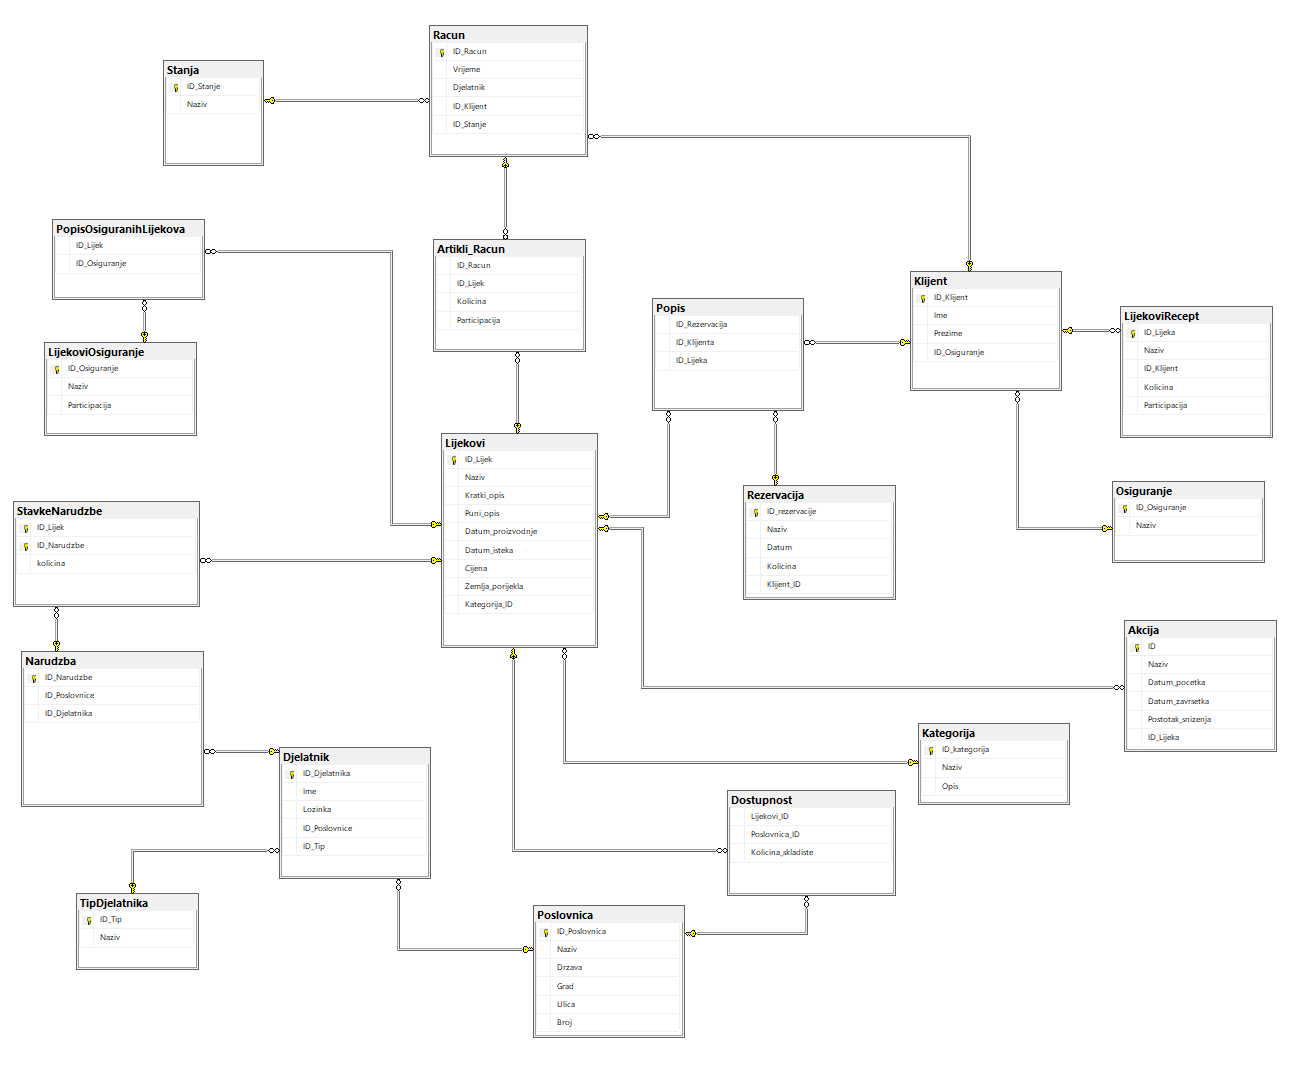 Racun
ID_Racun
Vrijeme
Djelatnik
ID_Klijent
ID_Stanje
Stanja
ID_Stanje
Naziv
PopisOsiguranihLijekova
ID_Lijek
ID_Osiguranje
Artikli_Racun
ID_Racun
ID_Lijek
Kolicina
Participacija
Klijent
ID_Klijent
Ime
Prezime
ID_Osiguranje
Popis
ID_Rezervacija
ID_Klijenta
ID_Lijeka
LijekoviRecept
ID_Lijeka
Naziv
ID_Klijent
Kolicina
Participacija
LijekoviOsiguranje
ID_Osiguranje
Naziv
Participacija
Lijekovi
ID_Lijek
Naziv
Kratki_opis
Puni_opis
Datum_proizvodnje
Datum_isteka
Cijena
Zemlja_porijekla
Kategorija_ID
Rezervacija
ID_rezervacije
Naziv
Datum
Kolicina
Klijent_ID
Osiguranje
ID_Osiguranje
Naziv
StavkeNarudzbe
ID_Lijek
ID_Narudzbe
kolicina
Akcija
ID
Naziv
Datum_pocetka
Datum_zavrsetka
Postotak_snizenja
ID_Lijeka
Narudzba
ID_Narudzbe
ID_Poslovnice
ID_Djelatnika
Kategorija
ID_kategorija
Naziv
Opis
Djelatnik
ID_Djelatnika
Ime
Lozinka
ID_Poslovnice
ID_Tip
Dostupnost
Lijekovi_ID
Poslovnica_ID
Kolicina_skladiste
TipDjelatnika
ID_Tip
Naziv
Poslovnica
ID_Poslovnica
Naziv
Drzava
Grad
Ulica
Broj